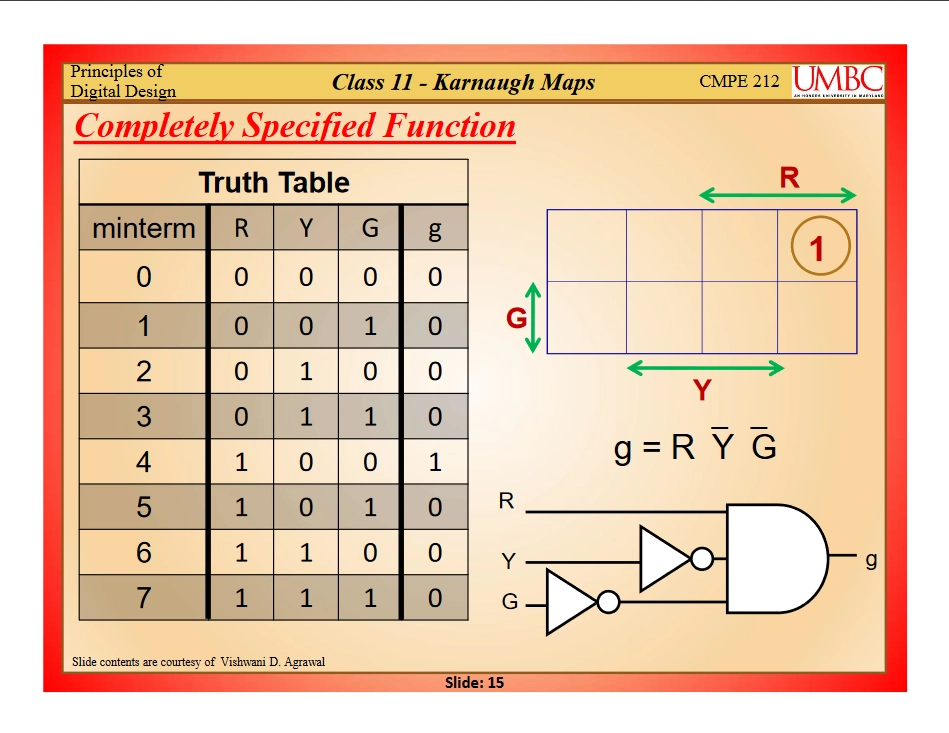 Principles of
Digital Design
Class 11 - Karnaugh Maps
CMPE 212
UMBC
AN HONORS UNIVERSITY IN MARYLAND
Completely Specified Function
Truth Table
minterm R Y G g
0 0 0 0 0
1 0 0 1 0
2 0 1 0 0
3 0 1 1 0
4 1 0 0 1
5 1 0 1 0
6 1 1 0 0
7 1 1 1 0
R
1
G
Y
g = R Y̅ G̅
R
Y
G
g
Slide contents are courtesy of Vishwani D. Agrawal
Slide: 15